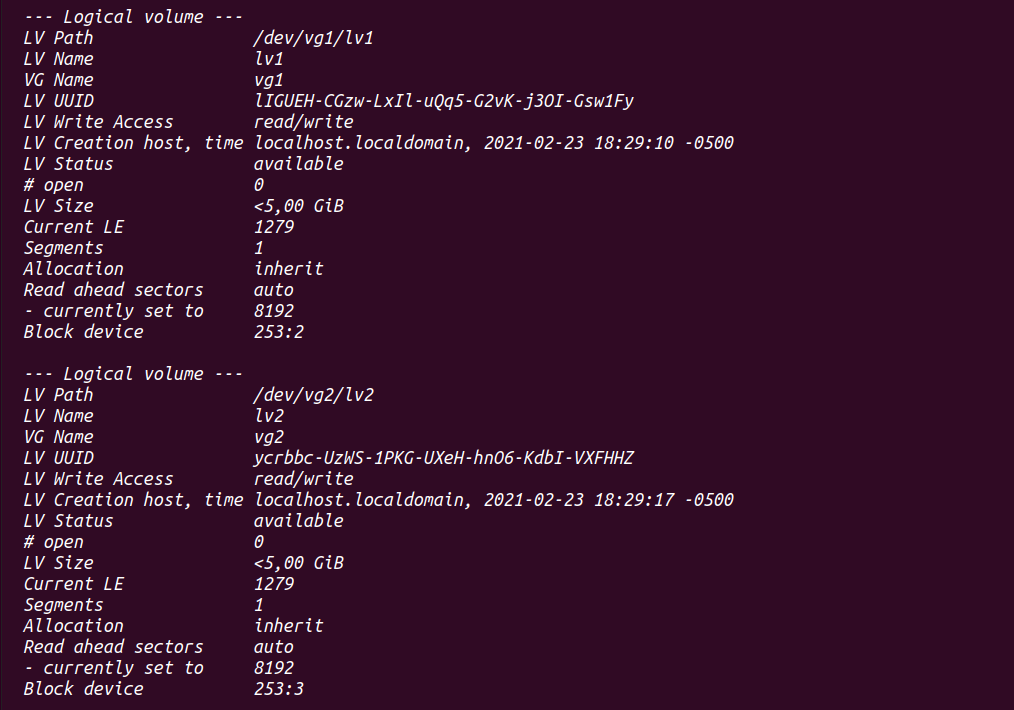 --- Logical volume ---
LV Path /dev/vg1/lv1
LV Name lv1
VG Name vg1
LV UUID lIGUEH-CGzw-LxIl-uQq5-G2vK-j3OI-Gsw1Fy
LV Write Access read/write
LV Creation host, time localhost.localdomain, 2021-02-23 18:29:10 -0500
LV Status available
# open 0
LV Size <5,00 GiB
Current LE 1279
Segments 1
Allocation inherit
Read ahead sectors auto
- currently set to 8192
Block device 253:2
--- Logical volume ---
LV Path /dev/vg2/lv2
LV Name lv2
VG Name vg2
LV UUID ycrbbc-UzWS-1PKG-UXeH-hnO6-KdbI-VXFHHZ
LV Write Access read/write
LV Creation host, time localhost.localdomain, 2021-02-23 18:29:17 -0500
LV Status available
# open 0
LV Size <5,00 GiB
Current LE 1279
Segments 1
Allocation inherit
Read ahead sectors auto
- currently set to 8192
Block device 253:3